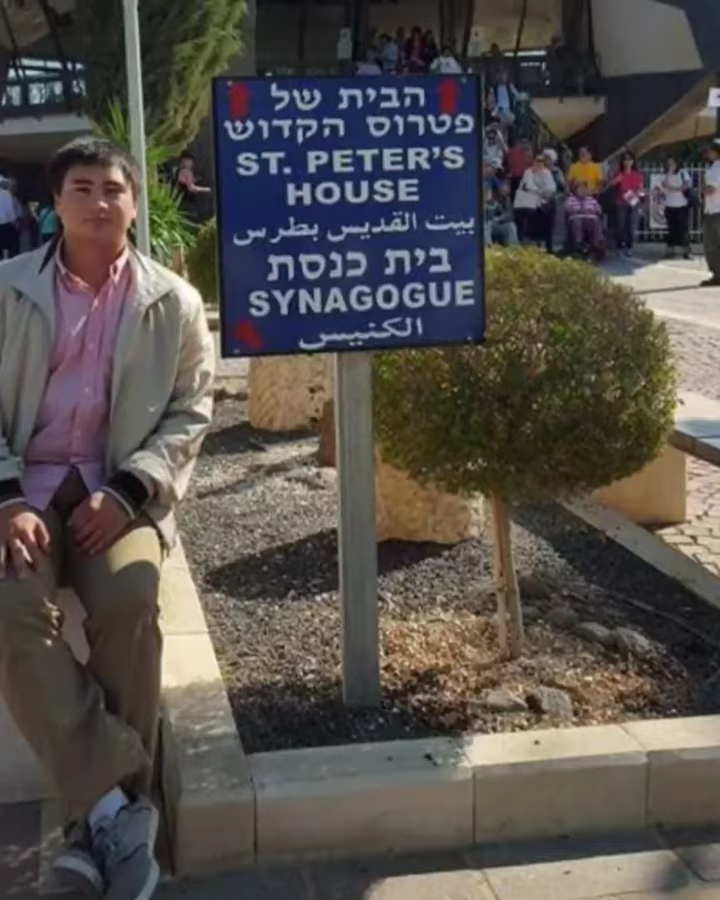 הבית של
פטרוס הקדוש
ST. PETER'S
HOUSE
بيت القديس بطرس
בית כנסת
SYNAGOGUE
الكنيس